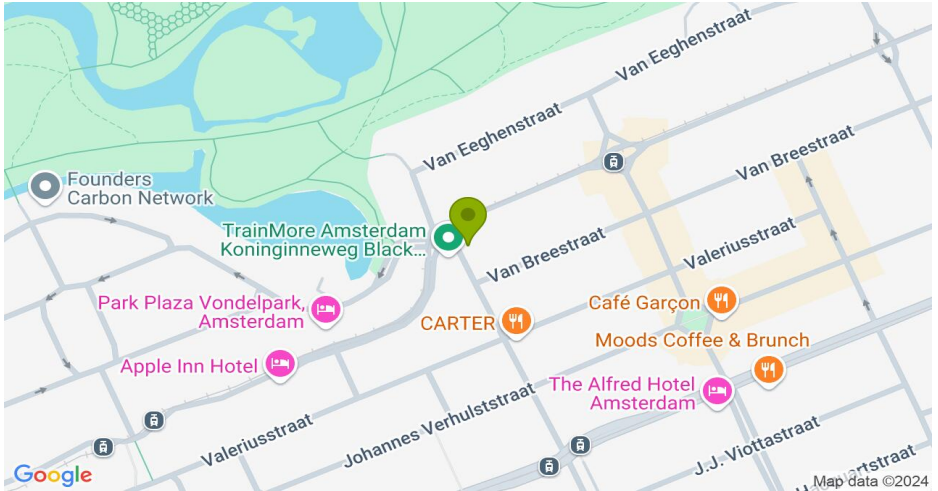 Van Eeghenstraat
Van Eeghenstraat
Van Breestraat
Founders
Carbon Network
TrainMore Amsterdam
Koninginneweg Black...
Van Breestraat
Valeriusstraat
Park Plaza Vondelpark,
Amsterdam
CARTER
Café Garçon
Moods Coffee & Brunch
Apple Inn Hotel
The Alfred Hotel
Amsterdam
Valeriusstraat
Johannes Verhulststraat
J.J. Viottastraat
Google
Map data ©2024